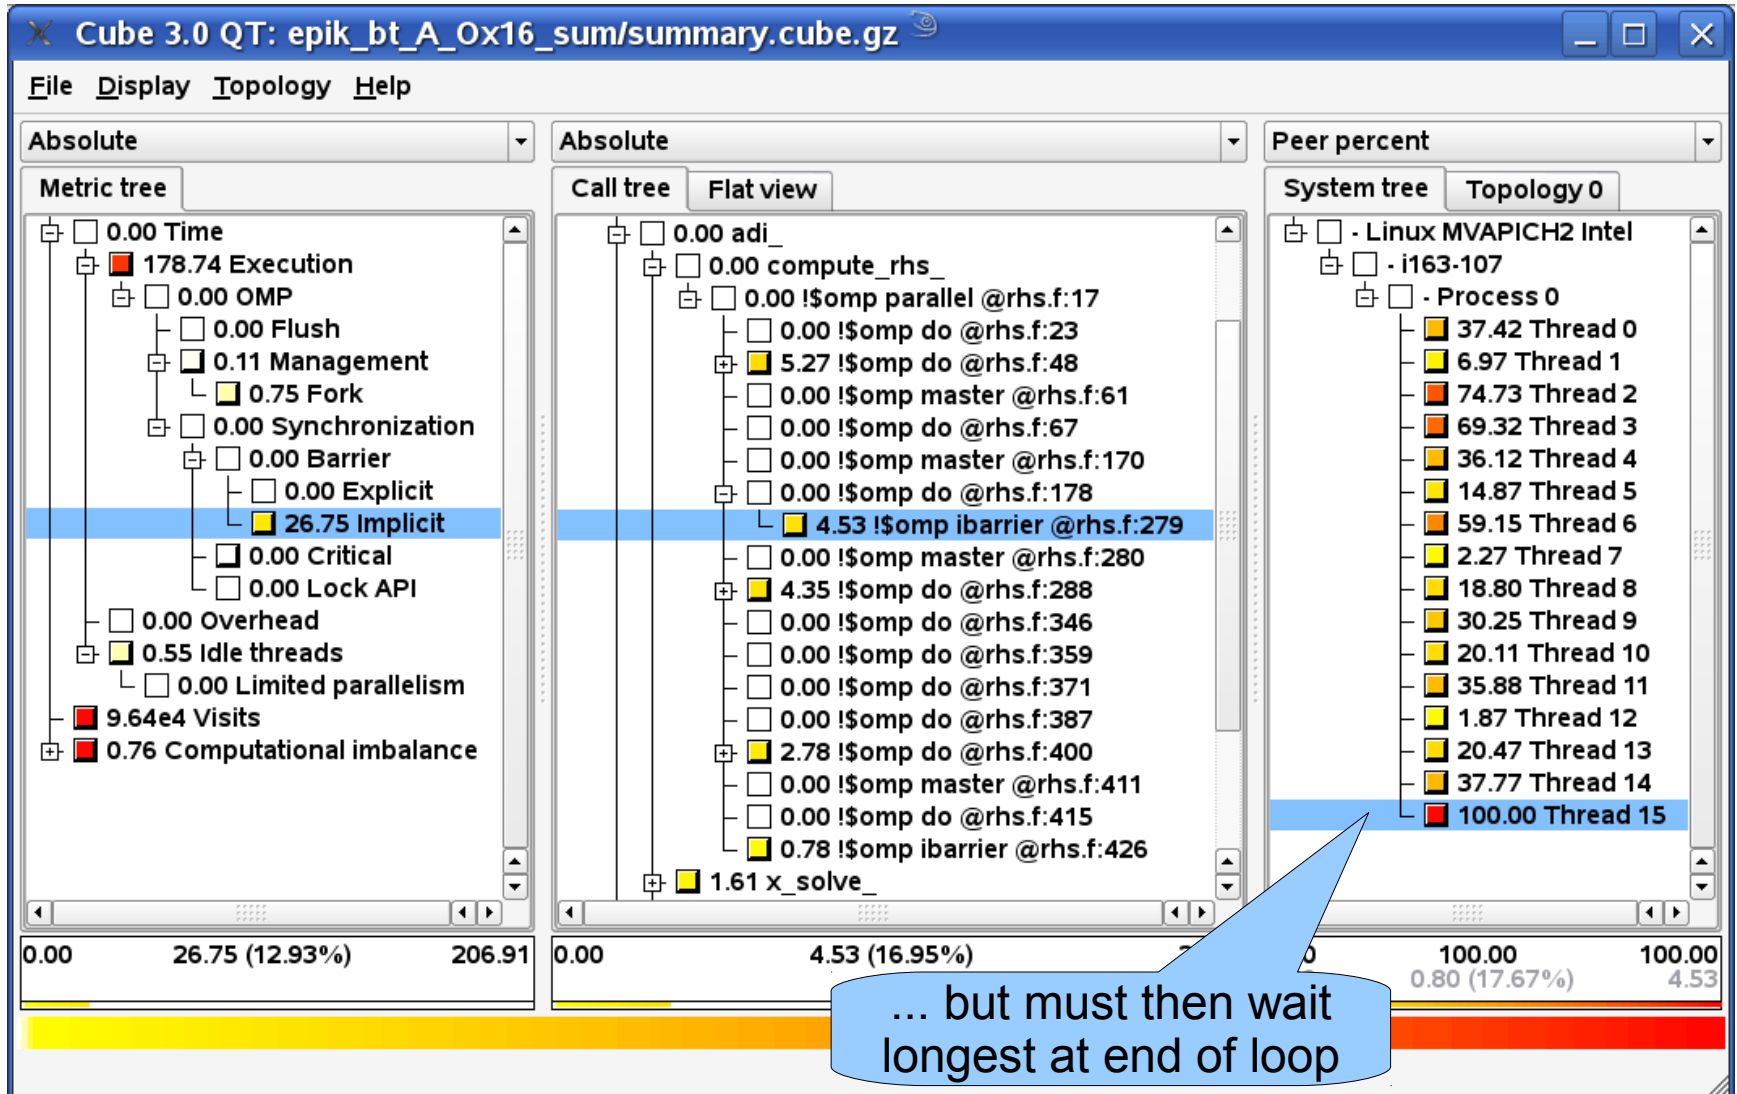 Cube 3.0 QT: epik_bt_A_Ox16_sum/summary.cube.gz
File Display Topology Help
Absolute
Metric tree
0.00 Time
178.74 Execution
0.00 OMP
0.00 Flush
0.11 Management
0.75 Fork
0.00 Synchronization
0.00 Barrier
0.00 Explicit
26.75 Implicit
0.00 Critical
0.00 Lock API
0.00 Overhead
0.55 Idle threads
0.00 Limited parallelism
9.64e4 Visits
0.76 Computational imbalance
0.00 26.75 (12.93%) 206.91
Absolute
Call tree Flat view
0.00 adi_
0.00 compute_rhs_
0.00 !$omp parallel @rhs.f:17
0.00 !$omp do @rhs.f:23
5.27 !$omp do @rhs.f:48
0.00 !$omp master @rhs.f:61
0.00 !$omp do @rhs.f:67
0.00 !$omp master @rhs.f:170
0.00 !$omp do @rhs.f:178
4.53 !$omp ibarrier @rhs.f:279
0.00 !$omp master @rhs.f:280
4.35 !$omp do @rhs.f:288
0.00 !$omp do @rhs.f:346
0.00 !$omp do @rhs.f:359
0.00 !$omp do @rhs.f:371
0.00 !$omp do @rhs.f:387
2.78 !$omp do @rhs.f:400
0.00 !$omp master @rhs.f:411
0.00 !$omp do @rhs.f:415
0.78 !$omp ibarrier @rhs.f:426
1.61 x_solve_
0.00 4.53 (16.95%)
Peer percent
System tree Topology 0
- Linux MVAPICH2 Intel
- i163-107
- Process 0
37.42 Thread 0
6.97 Thread 1
74.73 Thread 2
69.32 Thread 3
36.12 Thread 4
14.87 Thread 5
59.15 Thread 6
2.27 Thread 7
18.80 Thread 8
30.25 Thread 9
20.11 Thread 10
35.88 Thread 11
1.87 Thread 12
20.47 Thread 13
37.77 Thread 14
100.00 Thread 15
100.00 100.00
0.80 (17.67%) 4.53
... but must then wait
longest at end of loop